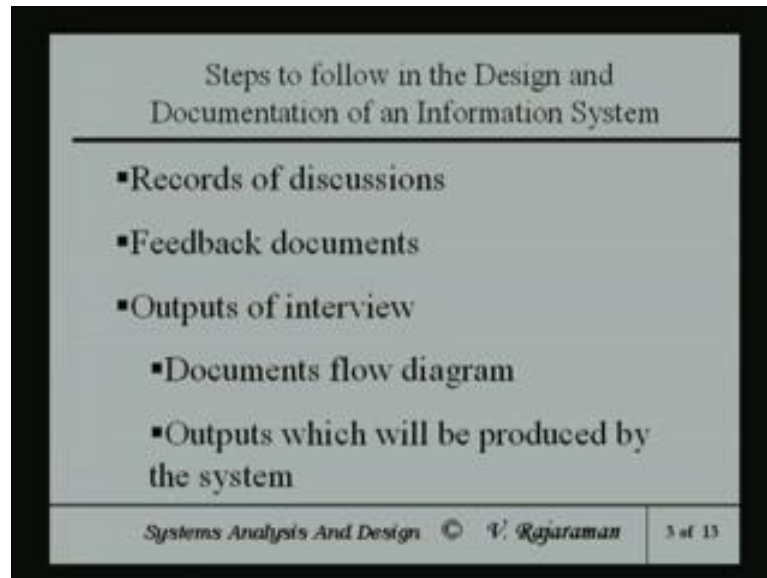 Steps to follow in the Design and
Documentation of an Information System
▪Records of discussions
▪Feedback documents
▪Outputs of interview
▪Documents flow diagram
▪Outputs which will be produced by
the system
Systems Analysis And Design © V. Rajaraman
3 of 13